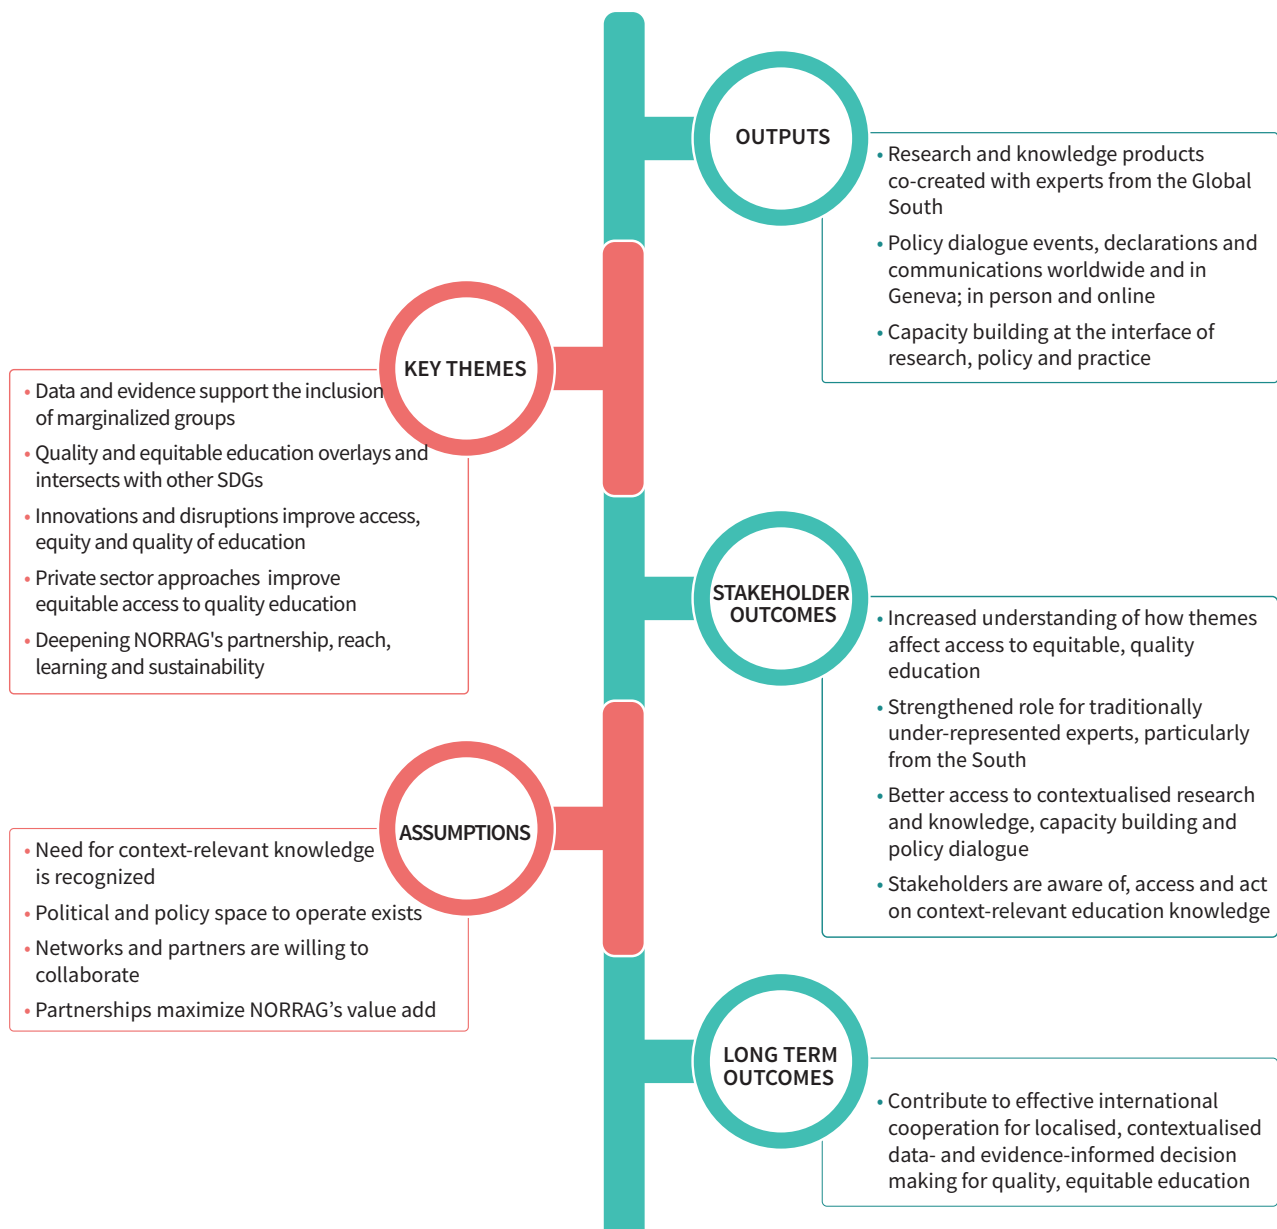 OUTPUTS
• Research and knowledge products
co-created with experts from the Global
South
• Policy dialogue events, declarations and
communications worldwide and in
Geneva; in person and online
• Capacity building at the interface of
research, policy and practice
KEY THEMES
• Data and evidence support the inclusion
of marginalized groups
• Quality and equitable education overlays and
intersects with other SDGs
• Innovations and disruptions improve access,
equity and quality of education
• Private sector approaches improve
equitable access to quality education
• Deepening NORRAG's partnership, reach,
learning and sustainability
STAKEHOLDER
OUTCOMES
• Increased understanding of how themes
affect access to equitable, quality
education
• Strengthened role for traditionally
under-represented experts, particularly
from the South
• Better access to contextualised research
and knowledge, capacity building and
policy dialogue
• Stakeholders are aware of, access and act
on context-relevant education knowledge
ASSUMPTIONS
• Need for context-relevant knowledge
is recognized
• Political and policy space to operate exists
• Networks and partners are willing to
collaborate
• Partnerships maximize NORRAG’s value add
LONG TERM
OUTCOMES
• Contribute to effective international
cooperation for localised, contextualised
data- and evidence-informed decision
making for quality, equitable education